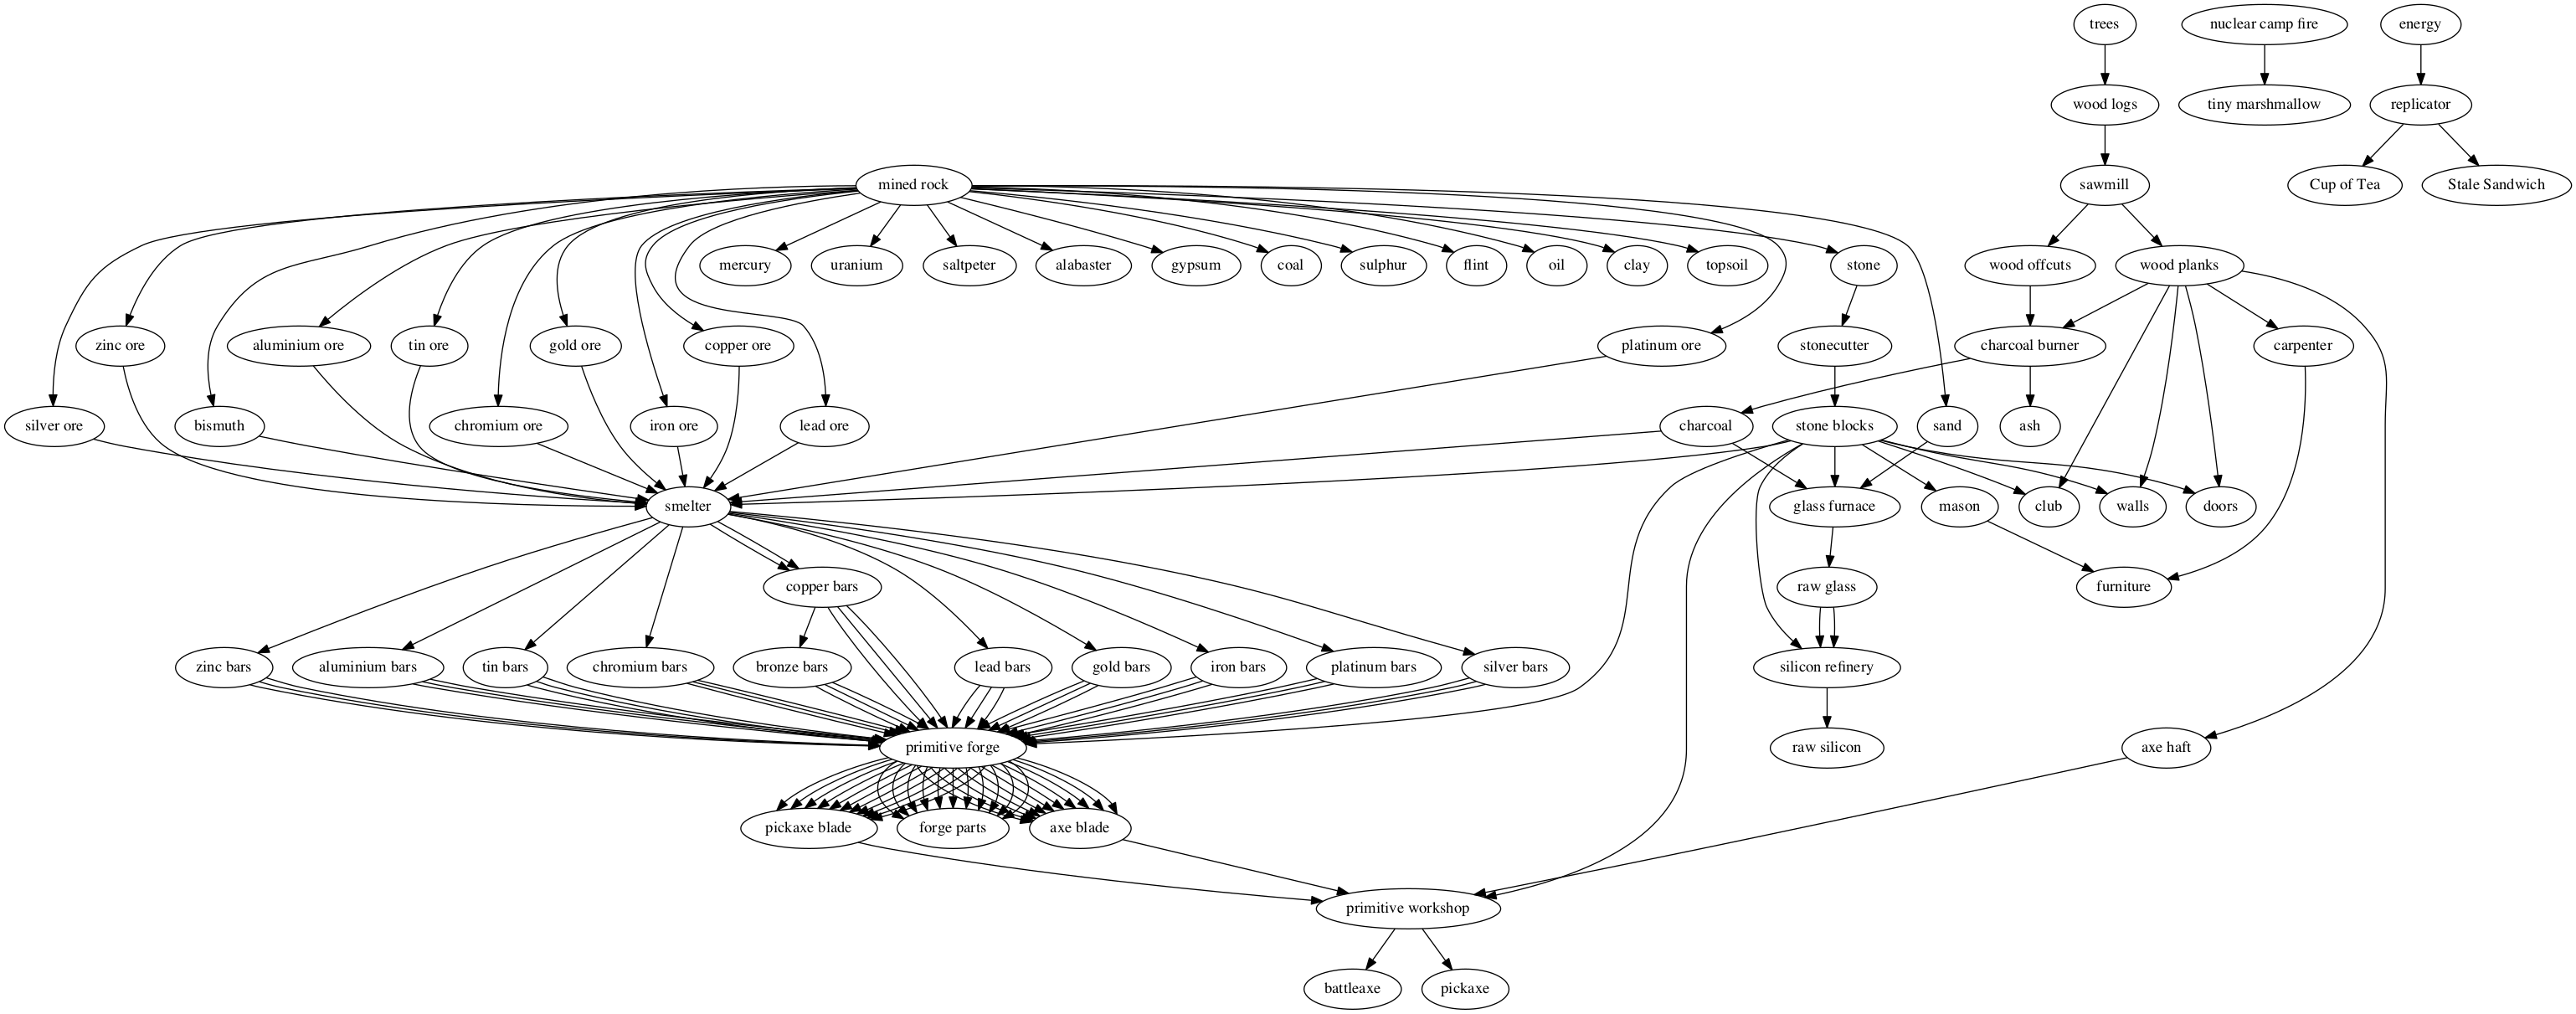 trees
nuclear camp fire
energy
wood logs
tiny marshmallow
replicator
mined rock
sawmill
Cup of Tea
Stale Sandwich
mercury
uranium
saltpeter
alabaster
gypsum
coal
sulphur
flint
oil
clay
topsoil
stone
wood offcuts
wood planks
zinc ore
aluminium ore
tin ore
gold ore
copper ore
platinum ore
stonecutter
charcoal burner
carpenter
silver ore
bismuth
chromium ore
iron ore
lead ore
charcoal
stone blocks
sand
ash
smelter
glass furnace
mason
club
walls
doors
copper bars
raw glass
furniture
zinc bars
aluminium bars
tin bars
chromium bars
bronze bars
lead bars
gold bars
iron bars
platinum bars
silver bars
silicon refinery
primitive forge
raw silicon
axe haft
pickaxe blade
forge parts
axe blade
primitive workshop
battleaxe
pickaxe